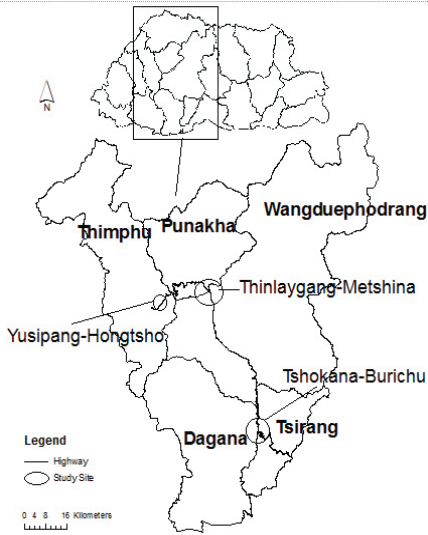 N
Thimphu
Punakha
Wangduephodrang
Thinlaygang-Metshina
Yusipang-Hongtsho
Tshokana-Burichu
Dagana
Tsirang
Legend
Highway
Study Site
0 4 8 16 Kilometers